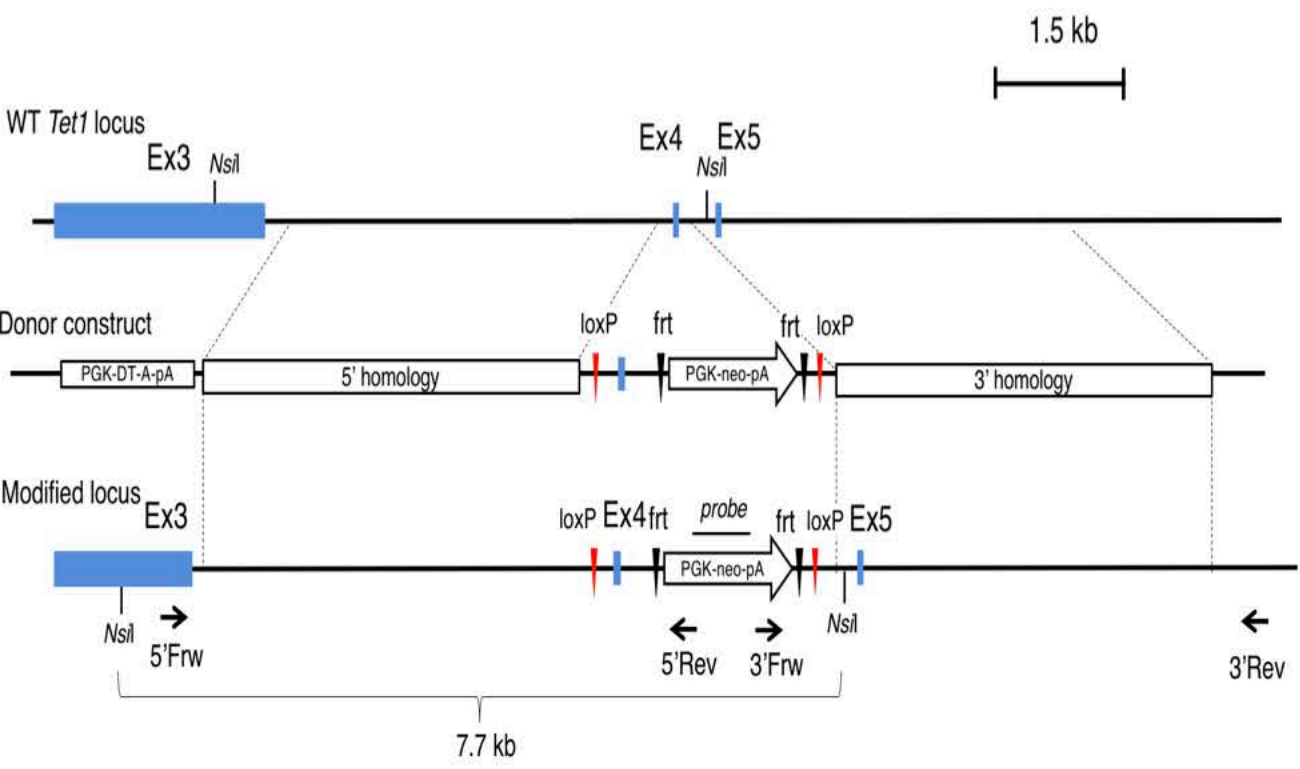 1.5 kb
WT Tet1 locus
Ex3 NsiI Ex4 Ex5
NsiI
Donor construct
loxP frt frt loxP
PGK-DT-A-pA 5' homology PGK-neo-pA 3' homology
Modified locus
Ex3 loxP Ex4 frt probe frt loxP Ex5
PGK-neo-pA
NsiI 5'Frw 5'Rev 3'Frw NsiI 3'Rev
7.7 kb